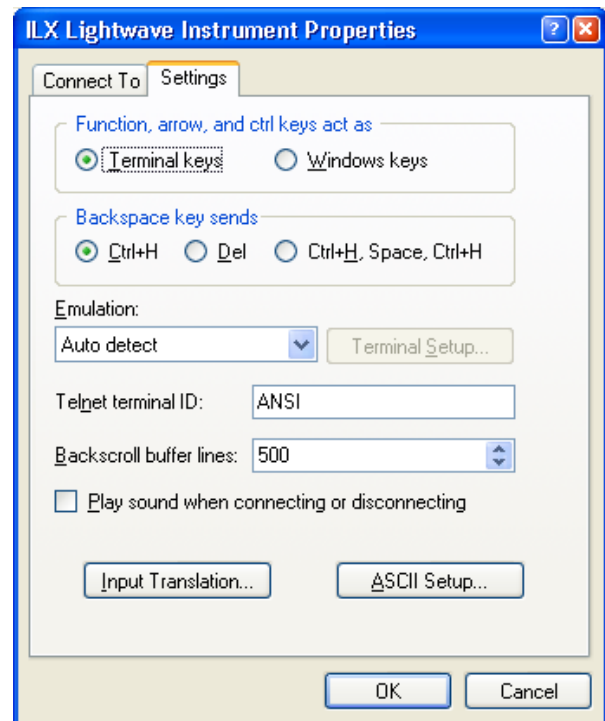 ILX Lightwave Instrument Properties
Connect To Settings
Function, arrow, and ctrl keys act as
Terminal keys Windows keys
Backspace key sends
Ctrl+H Del Ctrl+H, Space, Ctrl+H
Emulation:
Auto detect Terminal Setup...
Telnet terminal ID: ANSI
Backscroll buffer lines: 500
Play sound when connecting or disconnecting
Input Translation... ASCII Setup...
OK Cancel